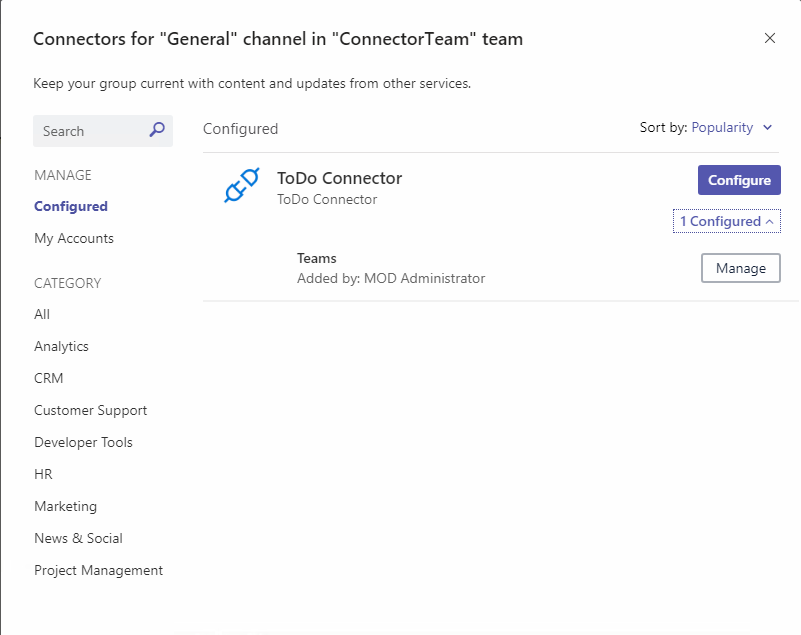 Connectors for "General" channel in "ConnectorTeam" team
Keep your group current with content and updates from other services.
Search
MANAGE
Configured
My Accounts
CATEGORY
All
Analytics
CRM
Customer Support
Developer Tools
HR
Marketing
News & Social
Project Management
Configured
Sort by: Popularity
ToDo Connector
ToDo Connector
Configure
1 Configured
Teams
Added by: MOD Administrator
Manage